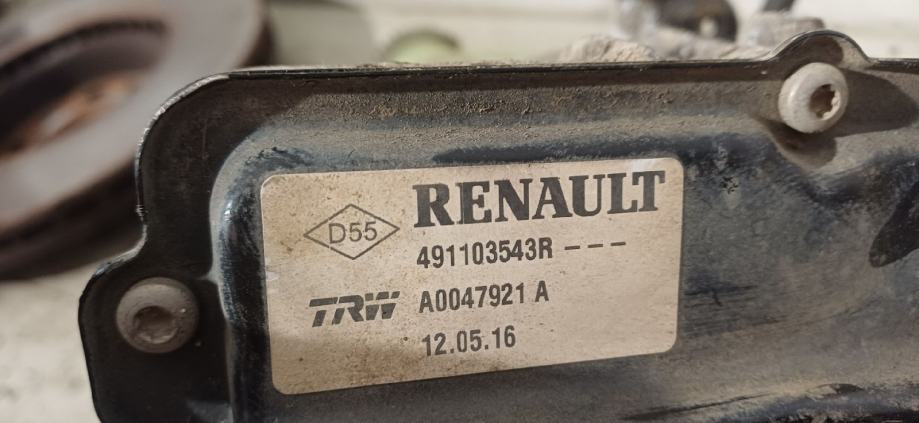 RENAULT
D55
491103543R ---
TRW A0047921 A
12.05.16